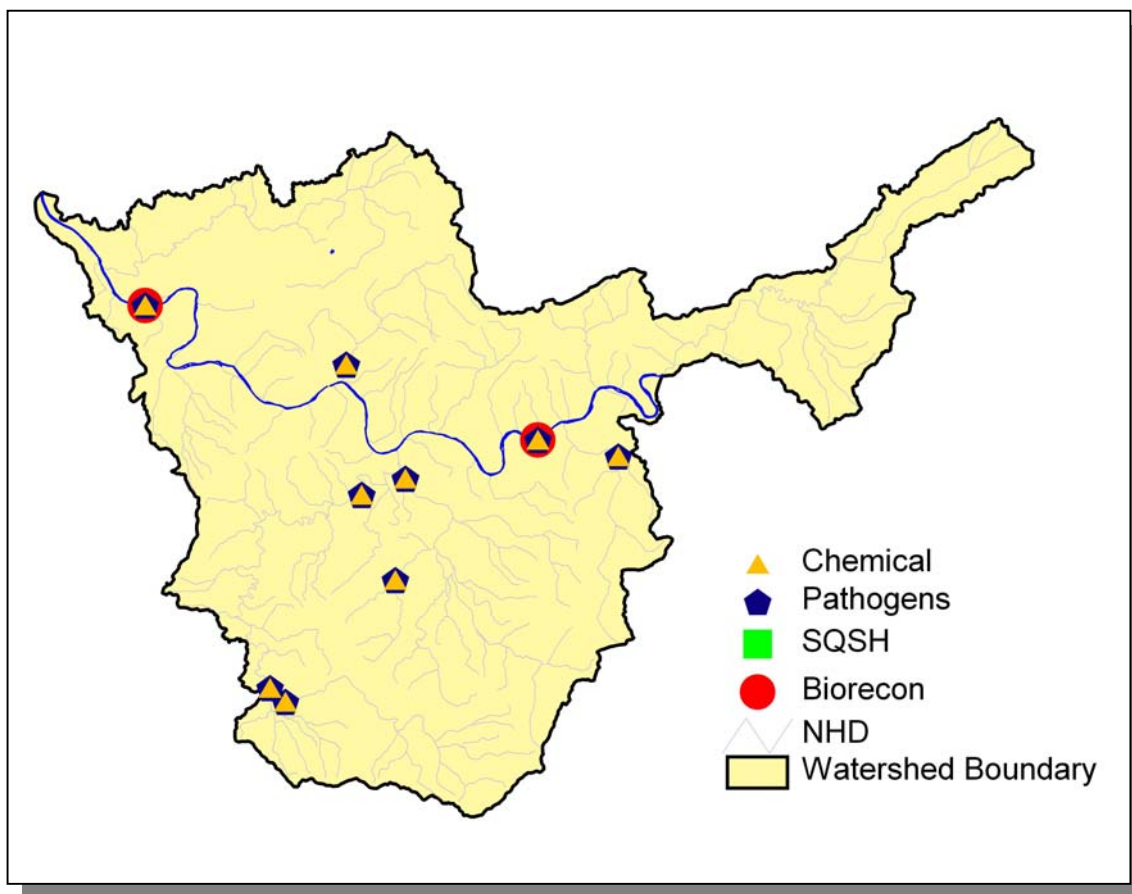 Chemical
Pathogens
SQSH
Biorecon
NHD
Watershed Boundary